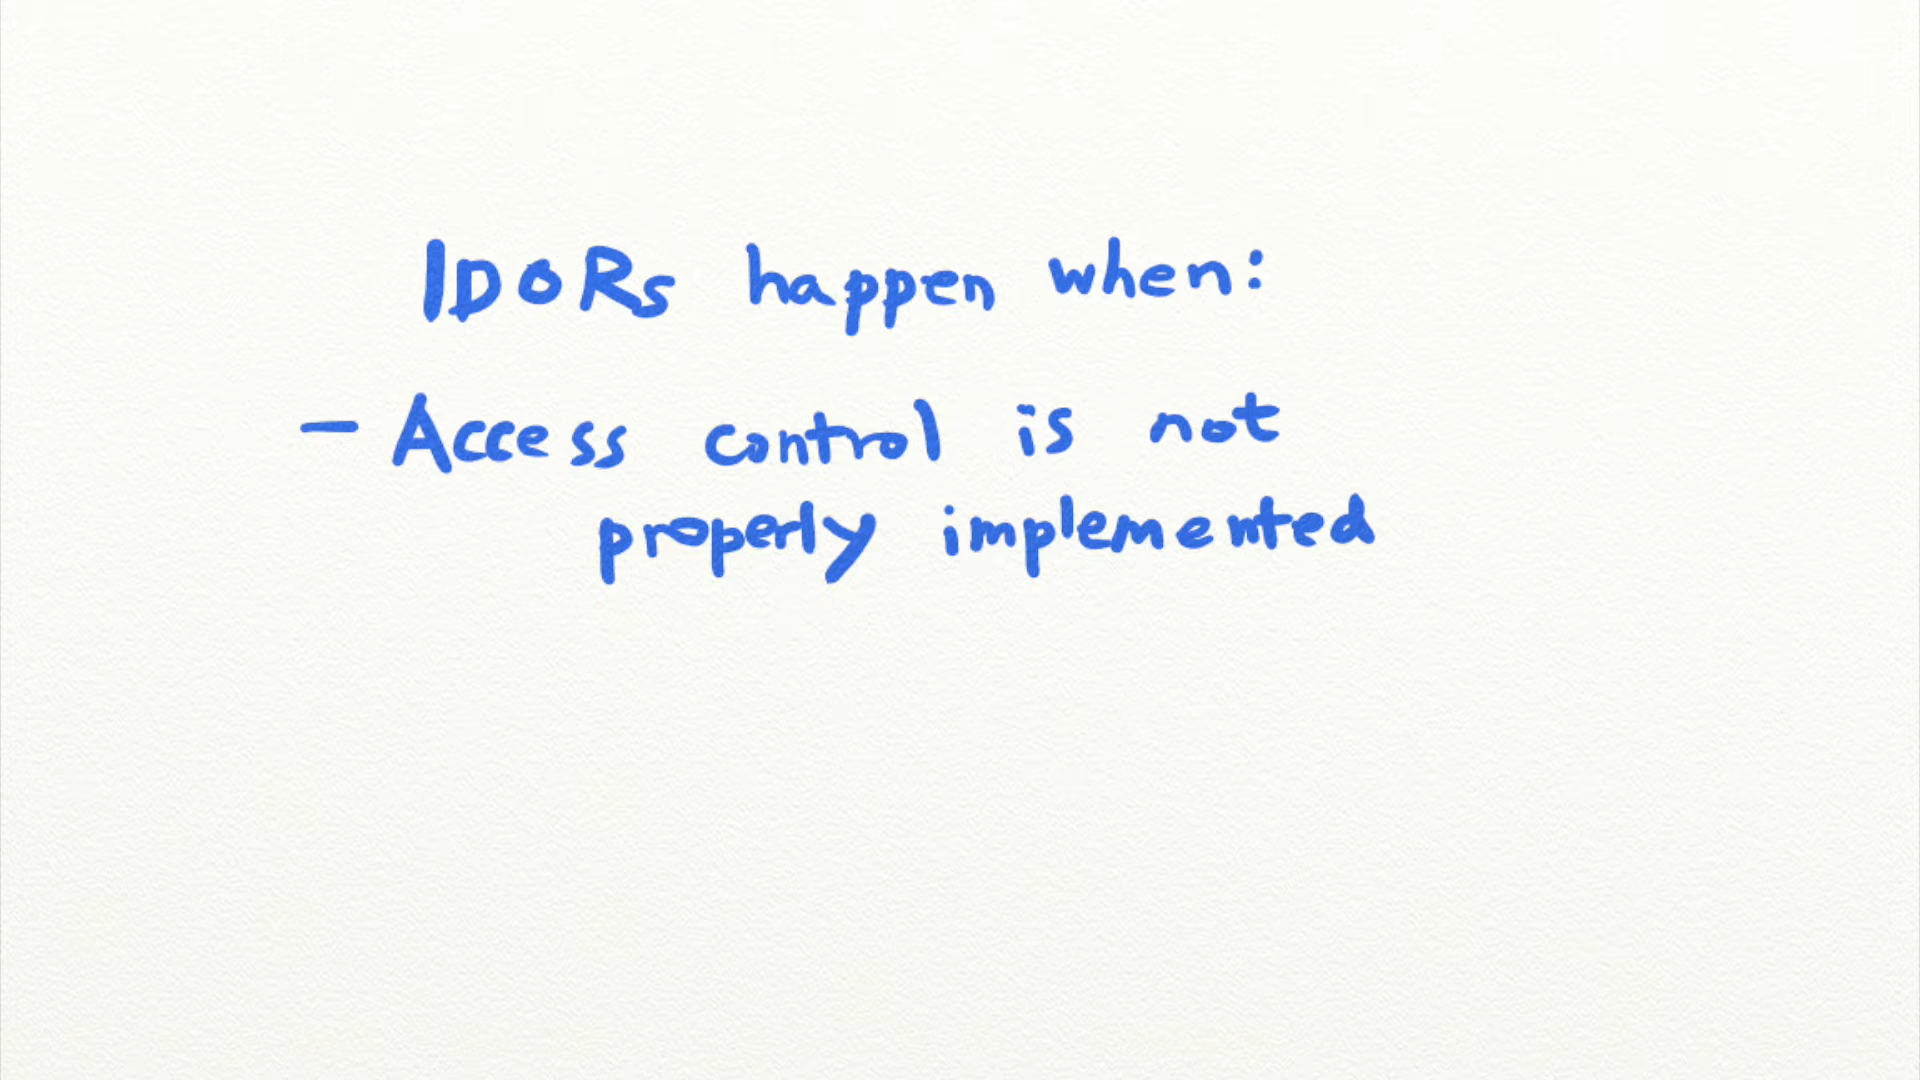 IDORs happen when:
- Access control is not
properly implemented